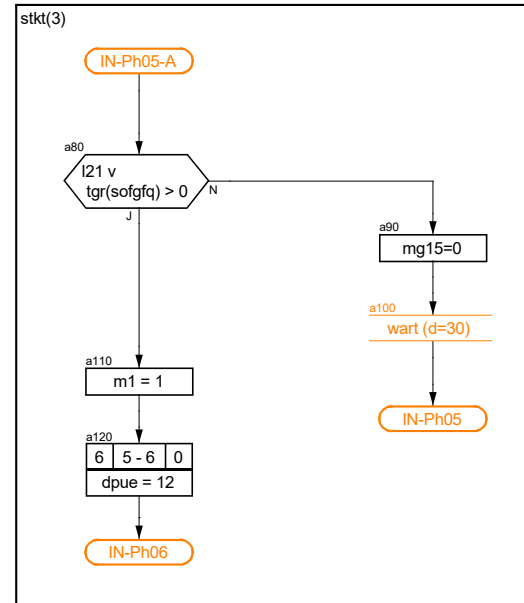 stkt(3)
IN-Ph05-A
a80
l21 v
tgr(sofgfq) > 0
N
J
a90
mg15=0
a100
wart (d=30)
IN-Ph05
a110
m1 = 1
a120
6 5 - 6 0
dpue = 12
IN-Ph06